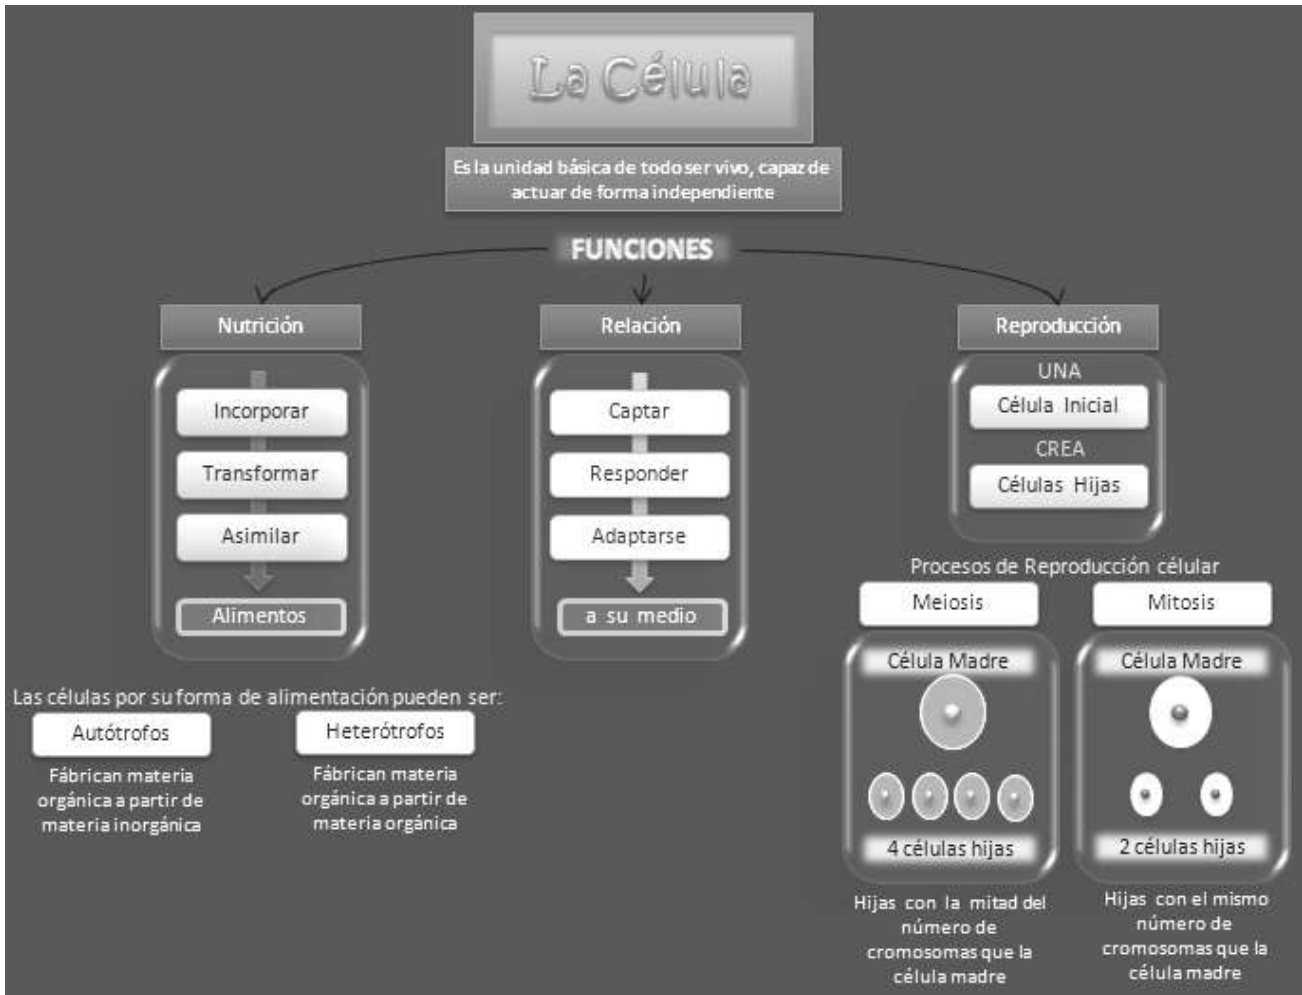 La Célula
Es la unidad básica de todo ser vivo, capaz de
actuar de forma independiente
FUNCIONES
Nutrición
Incorporar
Transformar
Asimilar
Alimentos
Las células por su forma de alimentación pueden ser:
Autótrofos
Fábrican materia
orgánica a partir de
materia inorgánica
Heterótrofos
Fábrican materia
orgánica a partir de
materia orgánica
Relación
Captar
Responder
Adaptarse
a su medio
Reproducción
UNA
Célula Inicial
CREA
Células Hijas
Procesos de Reproducción célular
Meiosis
Célula Madre
4 células hijas
Hijas con la mitad del
número de
cromosomas que la
célula madre
Mitosis
Célula Madre
2 células hijas
Hijas con el mismo
número de
cromosomas que la
célula madre